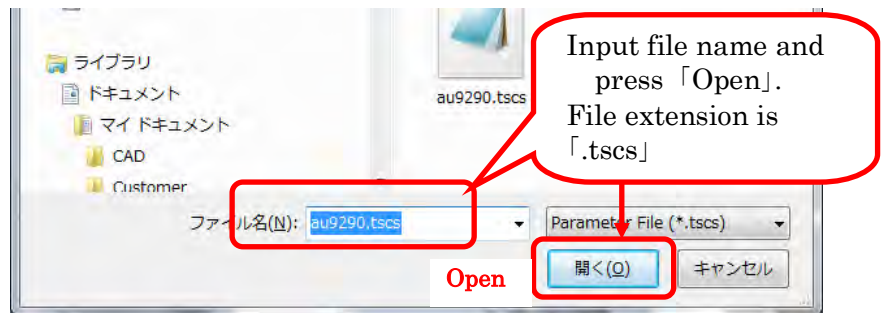 ライブラリ
ドキュメント
マイ ドキュメント
CAD
Customer
au9290.tscs
Input file name and
press「Open」.
File extension is
「.tscs」
ファイル名(N): au9290.tscs
Parameter File (*.tscs)
Open
開く(O)
キャンセル